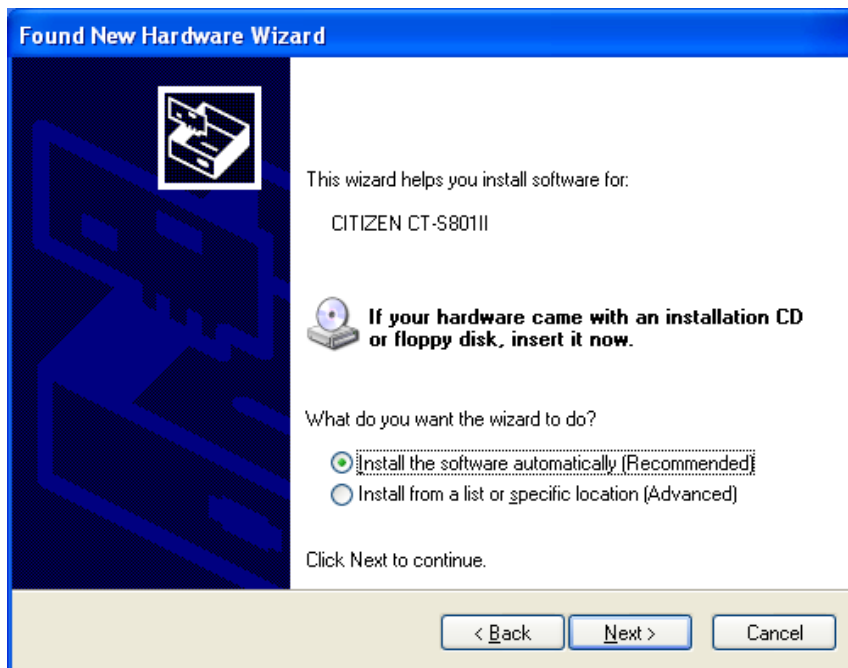 Found New Hardware Wizard
This wizard helps you install software for:
CITIZEN CT-S801II
If your hardware came with an installation CD
or floppy disk, insert it now.
What do you want the wizard to do?
Install the software automatically (Recommended)
Install from a list or specific location (Advanced)
Click Next to continue.
< Back
Next >
Cancel